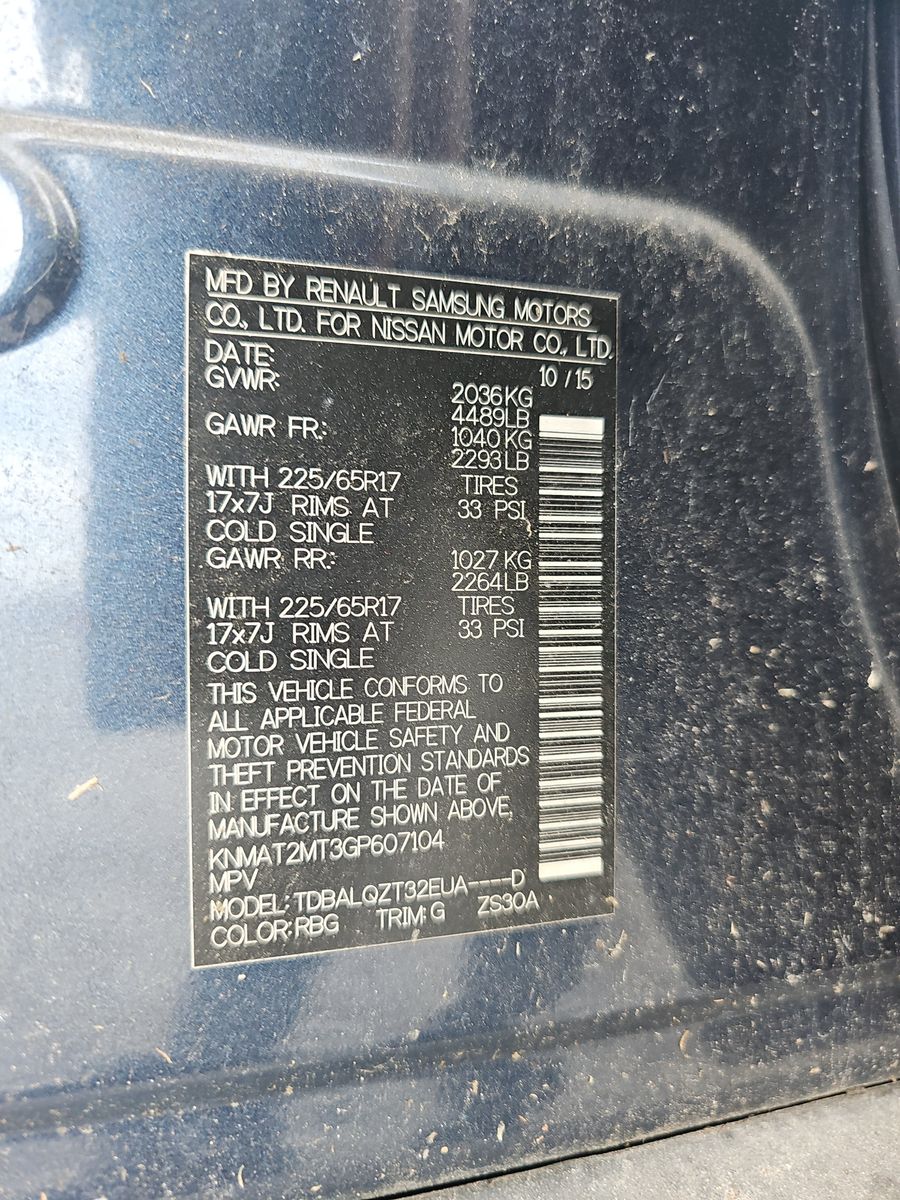 MFD BY RENAULT SAMSUNG MOTORS
CO., LTD. FOR NISSAN MOTOR CO., LTD.
DATE: 10 / 15
GVWR: 2036KG
4489LB
GAWR FR.: 1040 KG
2293LB
WITH 225/65R17 TIRES
17x7J RIMS AT 33 PSI
COLD SINGLE
GAWR RR.: 1027 KG
2264LB
WITH 225/65R17 TIRES
17x7J RIMS AT 33 PSI
COLD SINGLE
THIS VEHICLE CONFORMS TO
ALL APPLICABLE FEDERAL
MOTOR VEHICLE SAFETY AND
THEFT PREVENTION STANDARDS
IN EFFECT ON THE DATE OF
MANUFACTURE SHOWN ABOVE.
KNMAT2MT3GP607104
MPV
MODEL: TDBALQZT32EUA----D
COLOR: RBG TRIM: G ZS30A